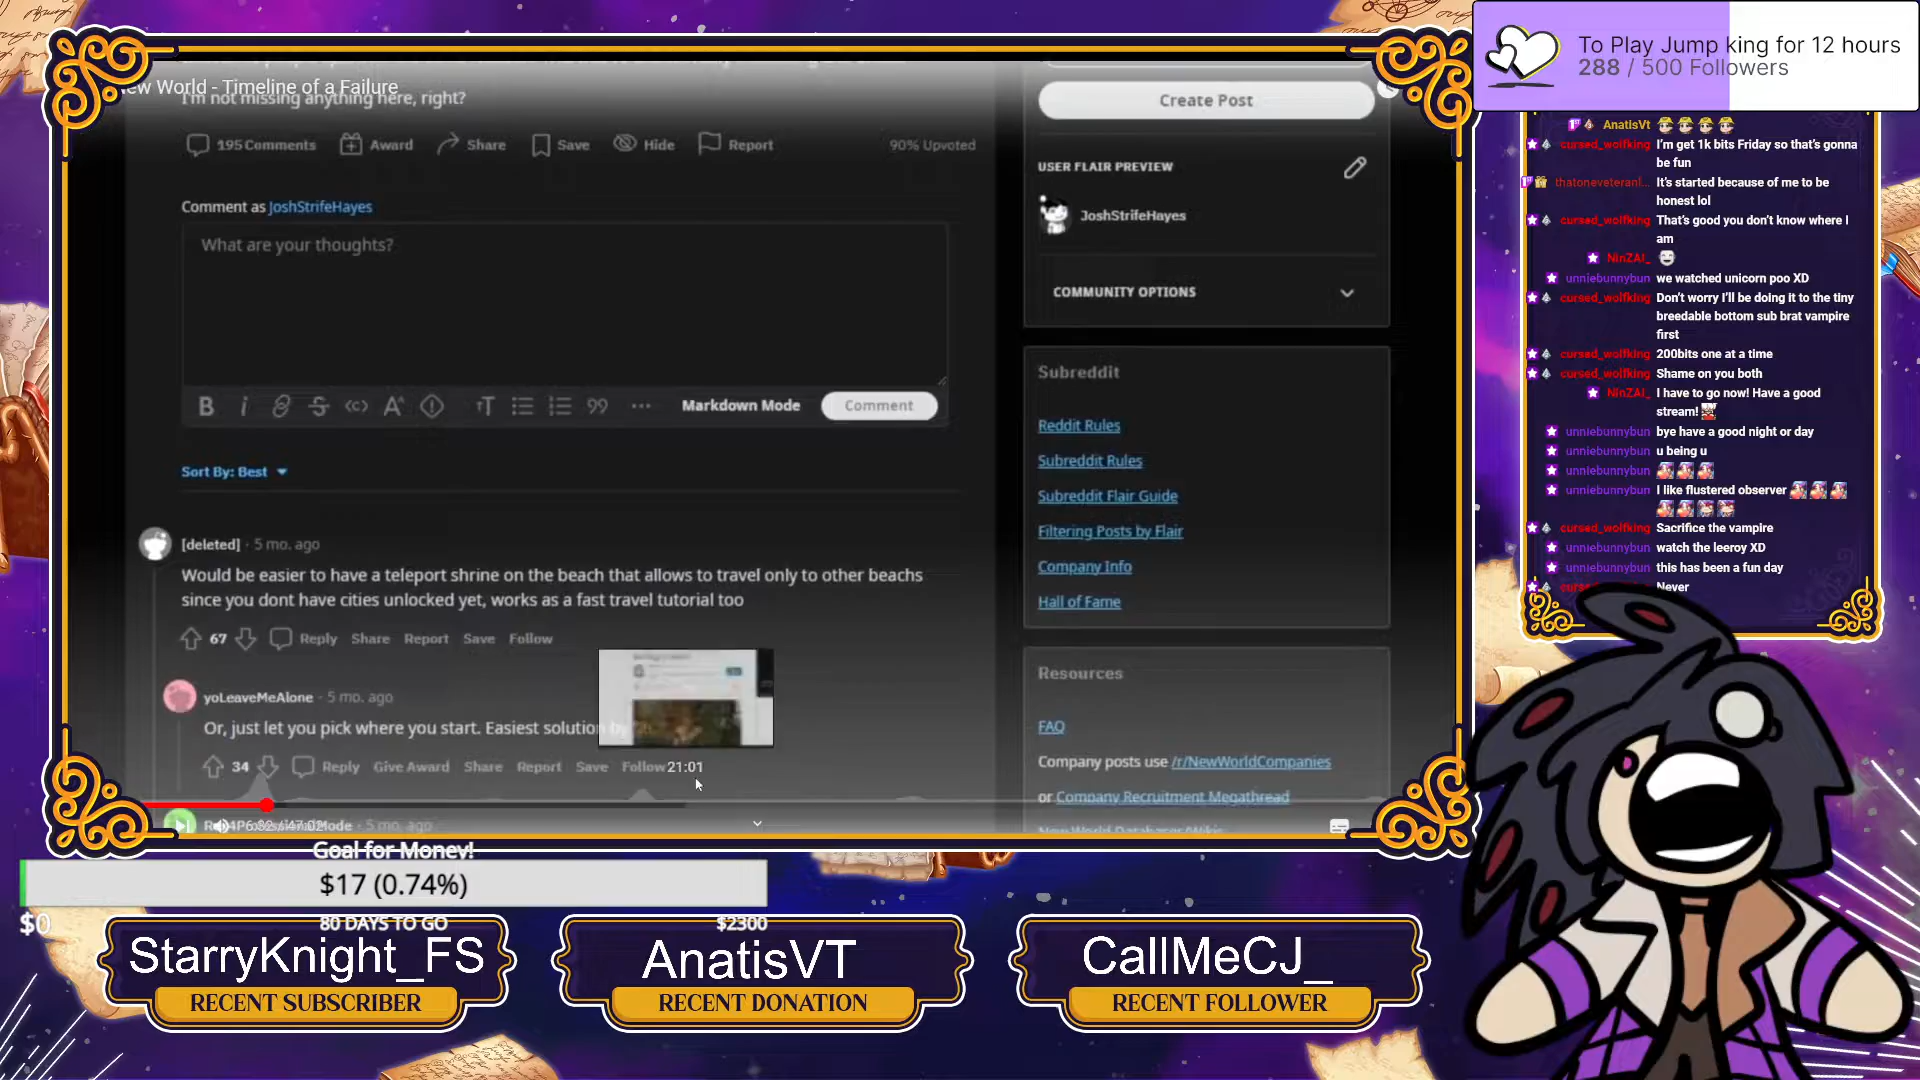 ew World - Timeline of a Failure
I'm not missing anything here, right?
195 Comments
Award
Share
Save
Hide
Report
90% Upvoted
Comment as JoshStrifeHayes
What are your thoughts?
Markdown Mode
Comment
Sort By: Best
[deleted] · 5 mo. ago
Would be easier to have a teleport shrine on the beach that allows to travel only to other beachs
since you dont have cities unlocked yet, works as a fast travel tutorial too
67
Reply
Share
Report
Save
Follow
yoLeaveMeAlone · 5 mo. ago
Or, just let you pick where you start. Easiest solution
34
Reply
Give Award
Share
Report
Save
Follow
21:01
Mode · 5 mo. ago
Create Post
USER FLAIR PREVIEW
JoshStrifeHayes
COMMUNITY OPTIONS
Subreddit
Reddit Rules
Subreddit Rules
Subreddit Flair Guide
Filtering Posts by Flair
Company Info
Hall of Fame
Resources
FAQ
Company posts use /r/NewWorldCompanies
or Company Recruitment Megathread
New World Databases/Wikis
To Play Jump king for 12 hours
288 / 500 Followers
AnatisVt
cursed_wolfking I'm get 1k bits Friday so that's gonna
be fun
thatoneveteranl... It's started because of me to be
honest lol
cursed_wolfking That's good you don't know where I
am
NinZAI_
unniebunnybun we watched unicorn poo XD
cursed_wolfking Don't worry I'll be doing it to the tiny
breedable bottom sub brat vampire
first
cursed_wolfking 200bits one at a time
cursed_wolfking Shame on you both
NinZAI_ I have to go now! Have a good
stream!
unniebunnybun bye have a good night or day
unniebunnybun u being u
unniebunnybun
unniebunnybun I like flustered observer
cursed_wolfking Sacrifice the vampire
unniebunnybun watch the leeroy XD
unniebunnybun this has been a fun day
Never
Goal for Money!
$17 (0.74%)
$0
80 DAYS TO GO
$2300
StarryKnight_FS
RECENT SUBSCRIBER
AnatisVT
RECENT DONATION
CallMeCJ_
RECENT FOLLOWER